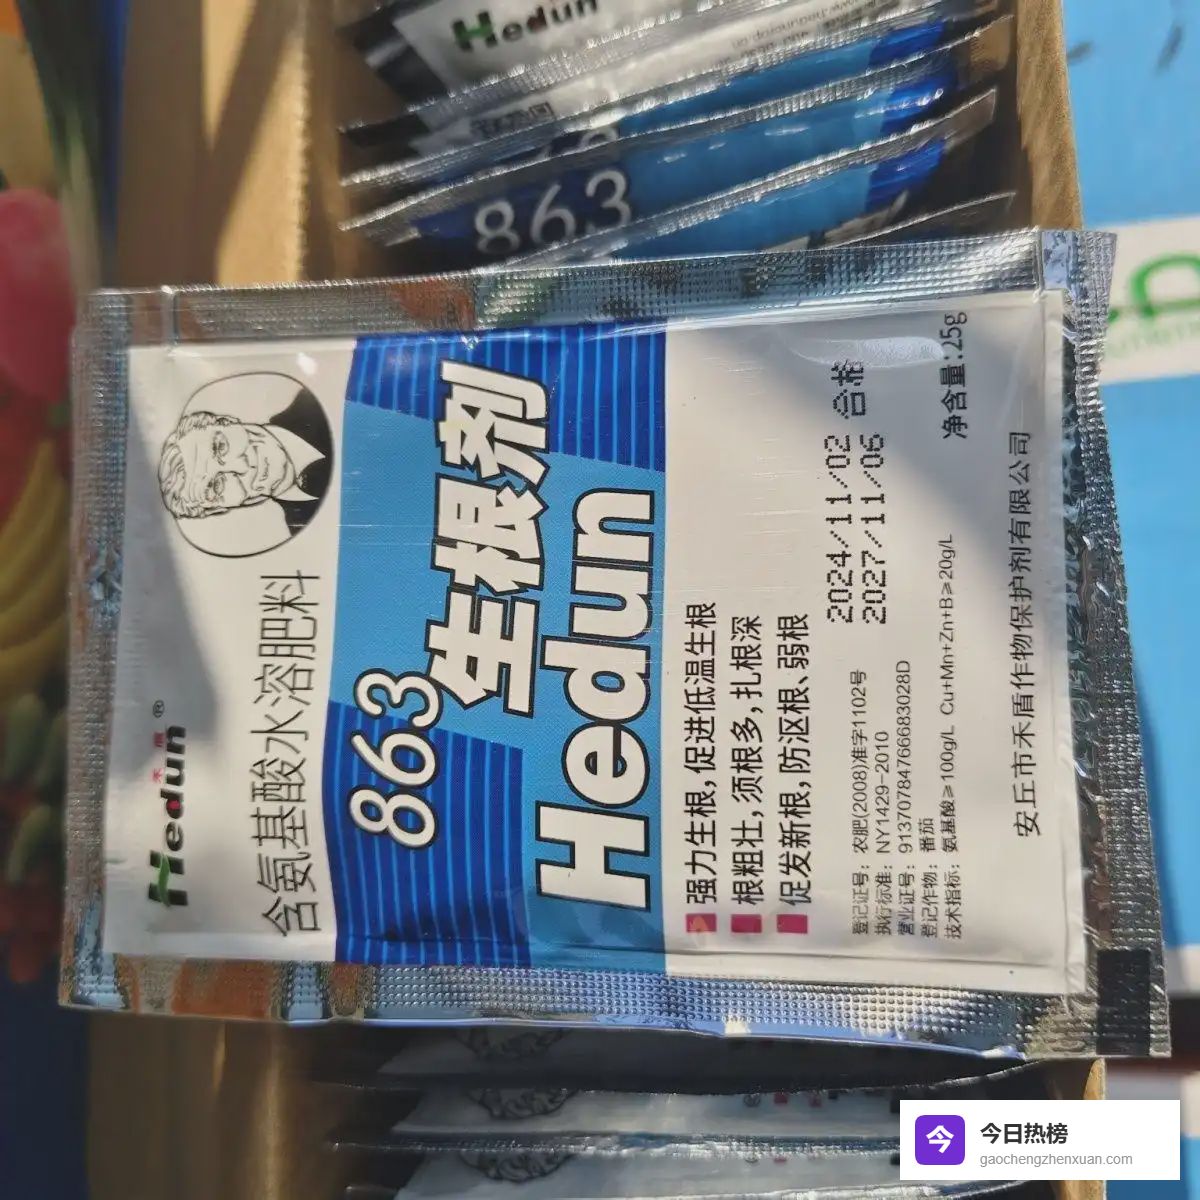 Hedun
863
Hedun®
禾盾
含氨基酸水溶肥料
863
生根剂
Hedun
强力生根,促进低温生根
根粗壮,须根多,扎根深
促发新根,防沤根、弱根
2024/11/02 合格
2027/11/06
登记证号:农肥(2008)准字1102号
执行标准:NY1429-2010
营业证号:91370784766683028D
登记作物:番茄
技术指标:氨基酸≥100g/L Cu+Mn+Zn+B≥20g/L
净含量:25g
安丘市禾盾作物保护剂有限公司
今日热榜
gaochengzhenxuan.com